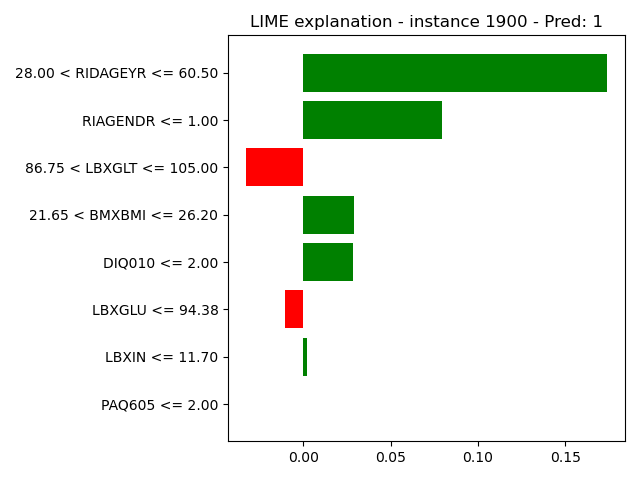 LIME explanation - instance 1900 - Pred: 1
28.00 < RIDAGEYR <= 60.50
RIAGENDR <= 1.00
86.75 < LBXGLT <= 105.00
21.65 < BMXBMI <= 26.20
DIQ010 <= 2.00
LBXGLU <= 94.38
LBXIN <= 11.70
PAQ605 <= 2.00
0.00 0.05 0.10 0.15